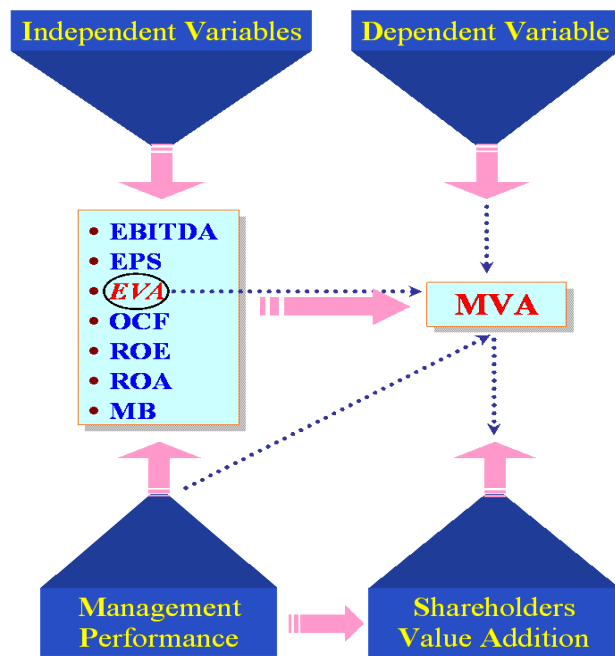 Independent Variables
Dependent Variable
• EBITDA
• EPS
• EVA
• OCF
• ROE
• ROA
• MB
MVA
Management
Performance
Shareholders
Value Addition